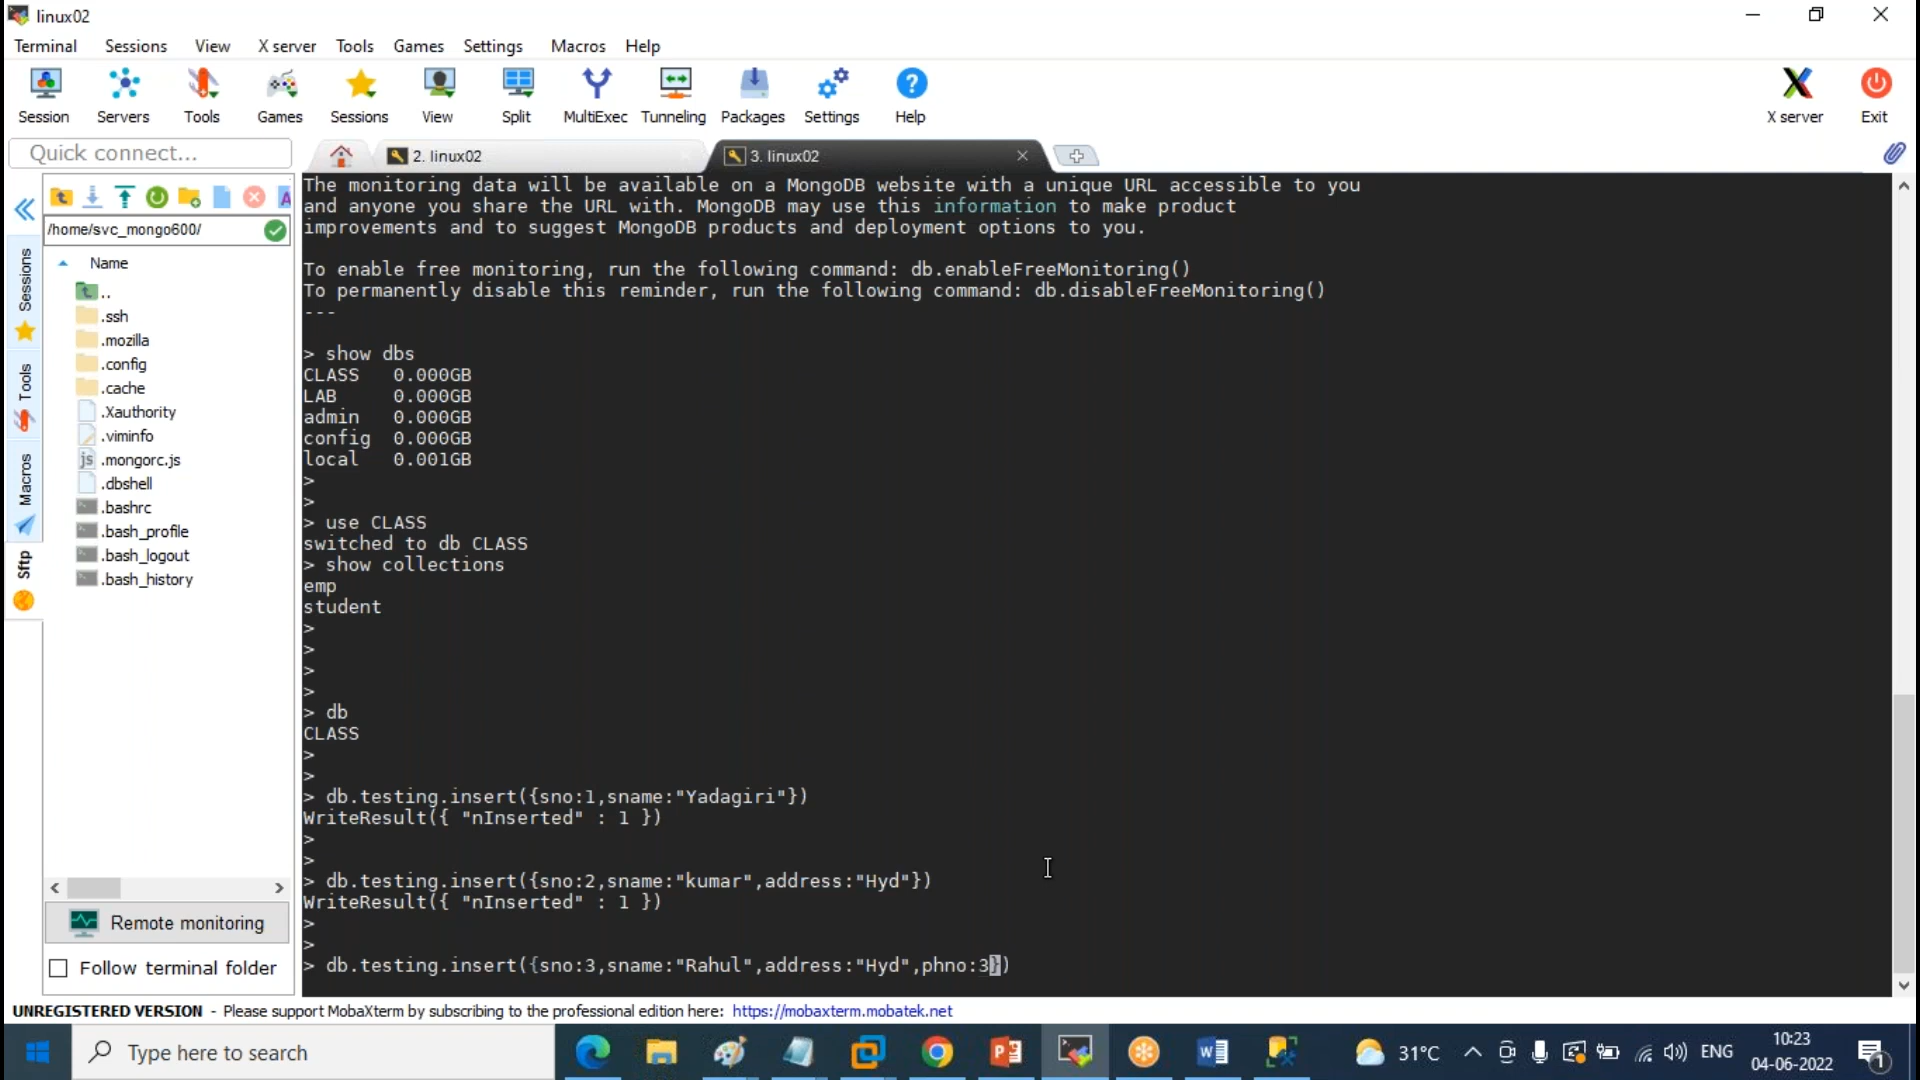 linux02
Terminal Sessions View X server Tools Games Settings Macros Help
Session Servers Tools Games Sessions View Split MultiExec Tunneling Packages Settings Help X server Exit
Quick connect...
2. linux02
3. linux02
/home/svc_mongo600/
Name
..
.ssh
.mozilla
.config
.cache
.Xauthority
.viminfo
.mongorc.js
.dbshell
.bashrc
.bash_profile
.bash_logout
.bash_history
Sessions
Tools
Macros
Sftp
Remote monitoring
Follow terminal folder
The monitoring data will be available on a MongoDB website with a unique URL accessible to you
and anyone you share the URL with. MongoDB may use this information to make product
improvements and to suggest MongoDB products and deployment options to you.
To enable free monitoring, run the following command: db.enableFreeMonitoring()
To permanently disable this reminder, run the following command: db.disableFreeMonitoring()
---
> show dbs
CLASS 0.000GB
LAB 0.000GB
admin 0.000GB
config 0.000GB
local 0.001GB
>
>
> use CLASS
switched to db CLASS
> show collections
emp
student
>
>
>
>
> db
CLASS
>
>
> db.testing.insert({sno:1,sname:"Yadagiri"})
WriteResult({ "nInserted" : 1 })
>
>
> db.testing.insert({sno:2,sname:"kumar",address:"Hyd"})
WriteResult({ "nInserted" : 1 })
>
>
> db.testing.insert({sno:3,sname:"Rahul",address:"Hyd",phno:3})
UNREGISTERED VERSION - Please support MobaXterm by subscribing to the professional edition here: https://mobaxterm.mobatek.net
Type here to search
31°C
ENG
10:23
04-06-2022
1